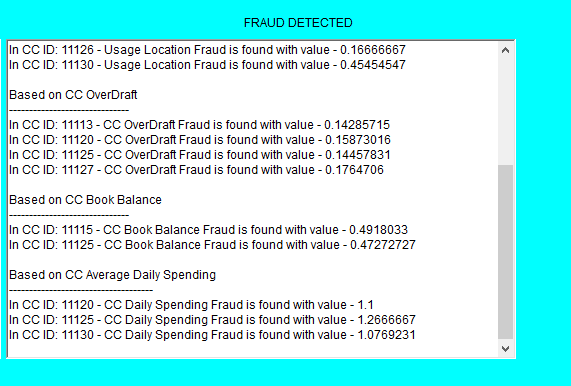 FRAUD DETECTED
In CC ID: 11126 - Usage Location Fraud is found with value - 0.16666667
In CC ID: 11130 - Usage Location Fraud is found with value - 0.45454547
Based on CC OverDraft
------------------------------
In CC ID: 11113 - CC OverDraft Fraud is found with value - 0.14285715
In CC ID: 11120 - CC OverDraft Fraud is found with value - 0.15873016
In CC ID: 11125 - CC OverDraft Fraud is found with value - 0.14457831
In CC ID: 11127 - CC OverDraft Fraud is found with value - 0.1764706
Based on CC Book Balance
------------------------------
In CC ID: 11115 - CC Book Balance Fraud is found with value - 0.4918033
In CC ID: 11125 - CC Book Balance Fraud is found with value - 0.47272727
Based on CC Average Daily Spending
------------------------------------
In CC ID: 11120 - CC Daily Spending Fraud is found with value - 1.1
In CC ID: 11125 - CC Daily Spending Fraud is found with value - 1.2666667
In CC ID: 11130 - CC Daily Spending Fraud is found with value - 1.0769231